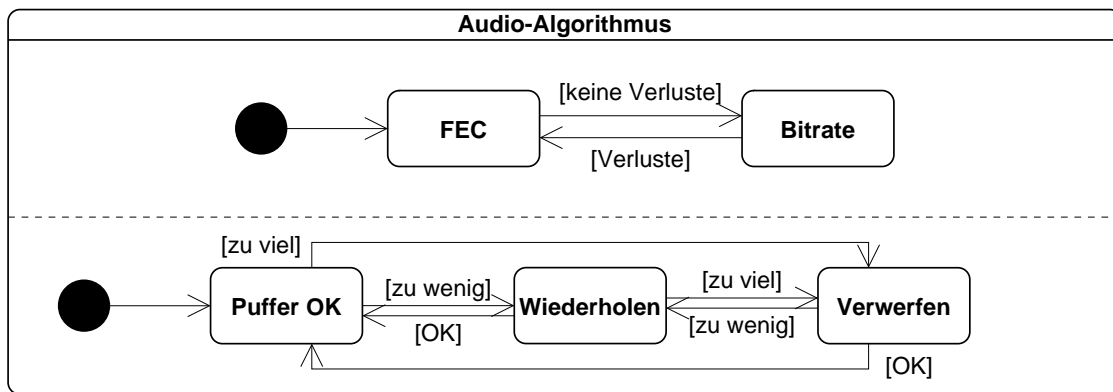 Audio-Algorithmus
[keine Verluste]
FEC
Bitrate
[Verluste]
[zu viel]
[zu wenig]
[zu viel]
Puffer OK
Wiederholen
Verwerfen
[OK]
[zu wenig]
[OK]